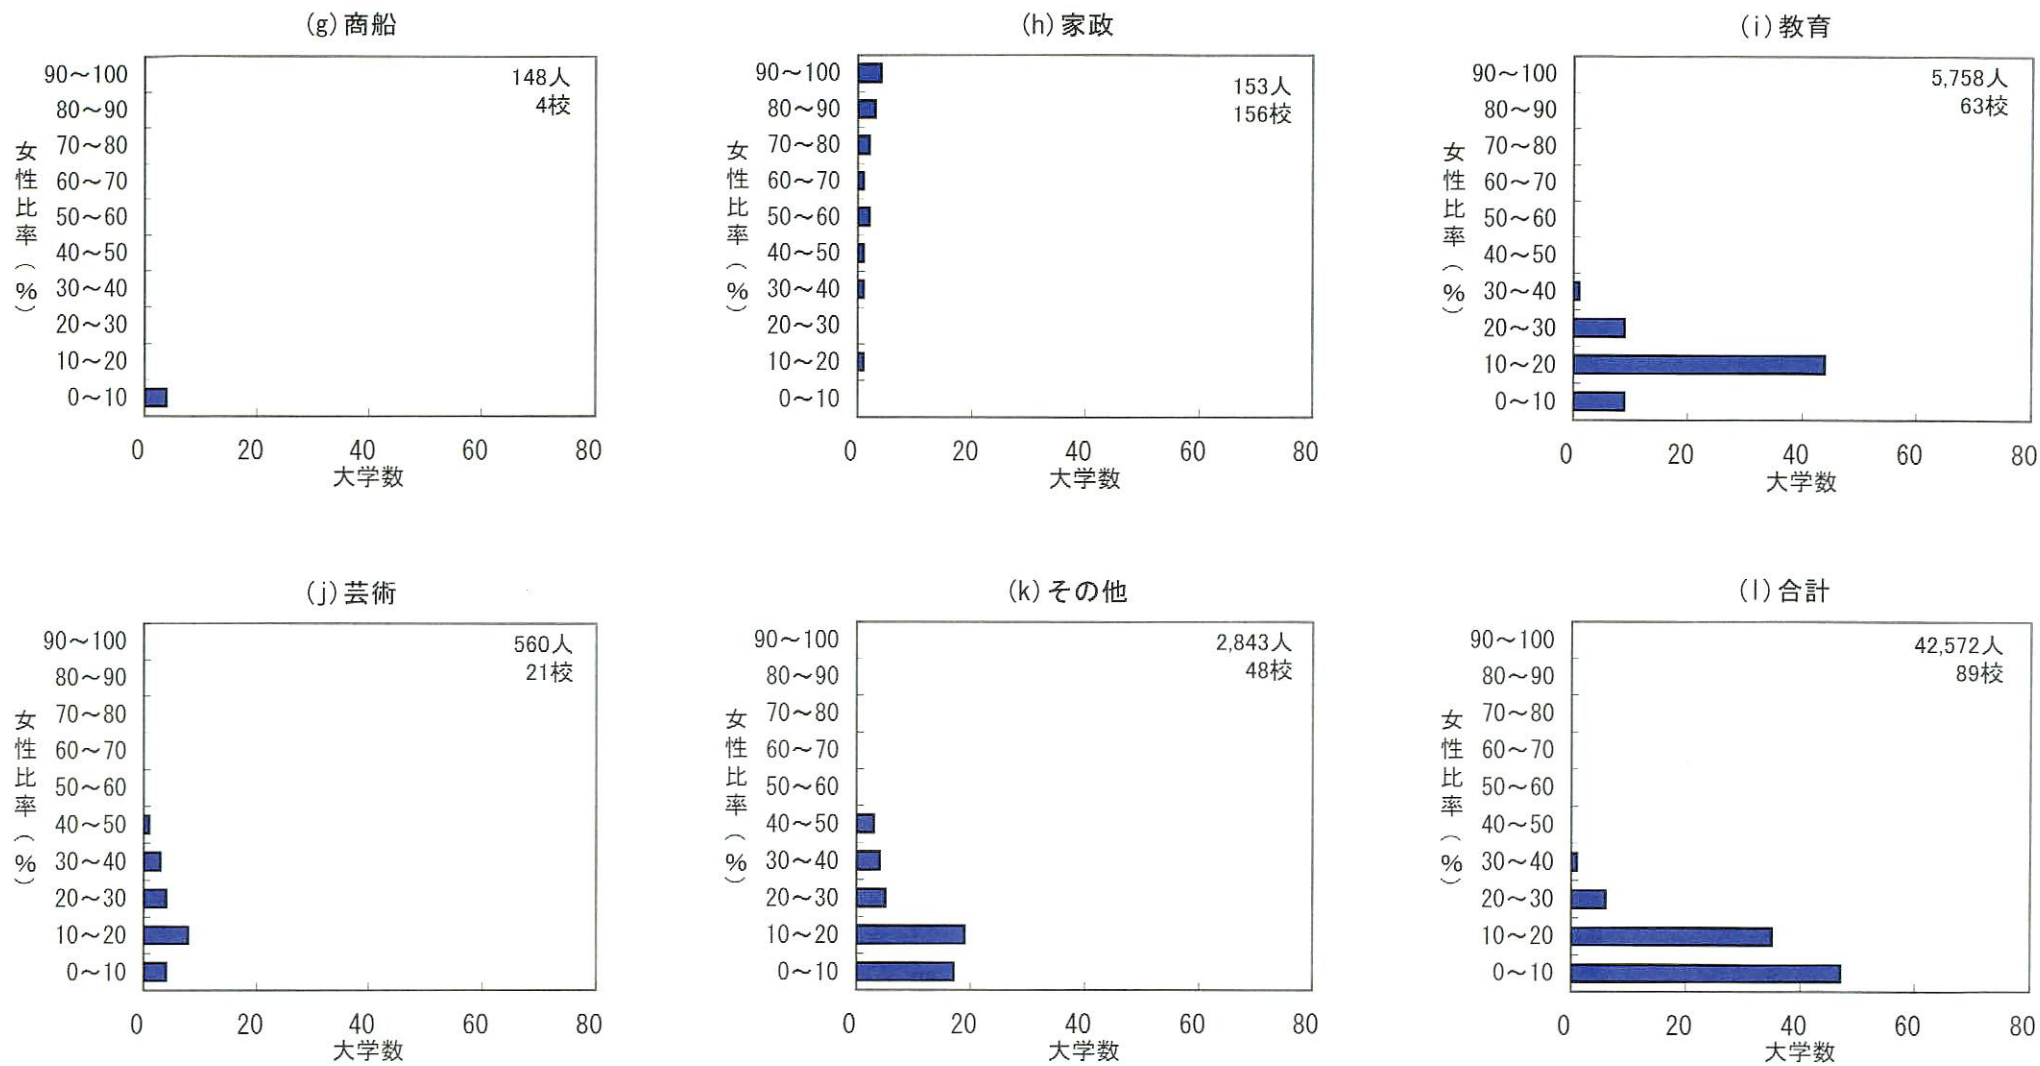 (g)商船
90～100
80～90
70～80
60～70
50～60
40～50
30～40
20～30
10～20
0～10
女性比率(%)
148人
4校
0 20 40 60 80
大学数
(h)家政
90～100
80～90
70～80
60～70
50～60
40～50
30～40
20～30
10～20
0～10
女性比率(%)
153人
156校
0 20 40 60 80
大学数
(i)教育
90～100
80～90
70～80
60～70
50～60
40～50
30～40
20～30
10～20
0～10
女性比率(%)
5,758人
63校
0 20 40 60 80
大学数
(j)芸術
90～100
80～90
70～80
60～70
50～60
40～50
30～40
20～30
10～20
0～10
女性比率(%)
560人
21校
0 20 40 60 80
大学数
(k)その他
90～100
80～90
70～80
60～70
50～60
40～50
30～40
20～30
10～20
0～10
女性比率(%)
2,843人
48校
0 20 40 60 80
大学数
(l)合計
90～100
80～90
70～80
60～70
50～60
40～50
30～40
20～30
10～20
0～10
女性比率(%)
42,572人
89校
0 20 40 60 80
大学数